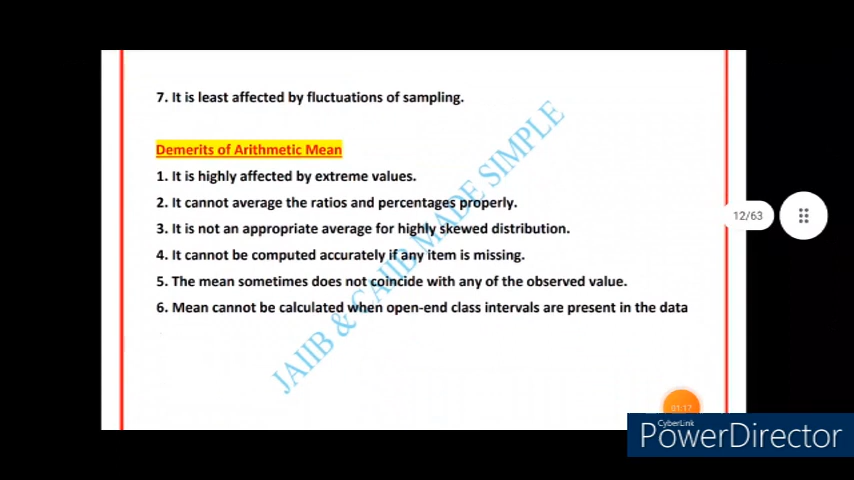 7. It is least affected by fluctuations of sampling.
Demerits of Arithmetic Mean
1. It is highly affected by extreme values.
2. It cannot average the ratios and percentages properly.
3. It is not an appropriate average for highly skewed distribution.
12/63
4. It cannot be computed accurately if any item is missing.
5. The mean sometimes does not coincide with any of the observed value.
6. Mean cannot be calculated when open-end class intervals are present in the data
JAIIB & CAIIB MADE SIMPLE
01:17
CyberLink
PowerDirector